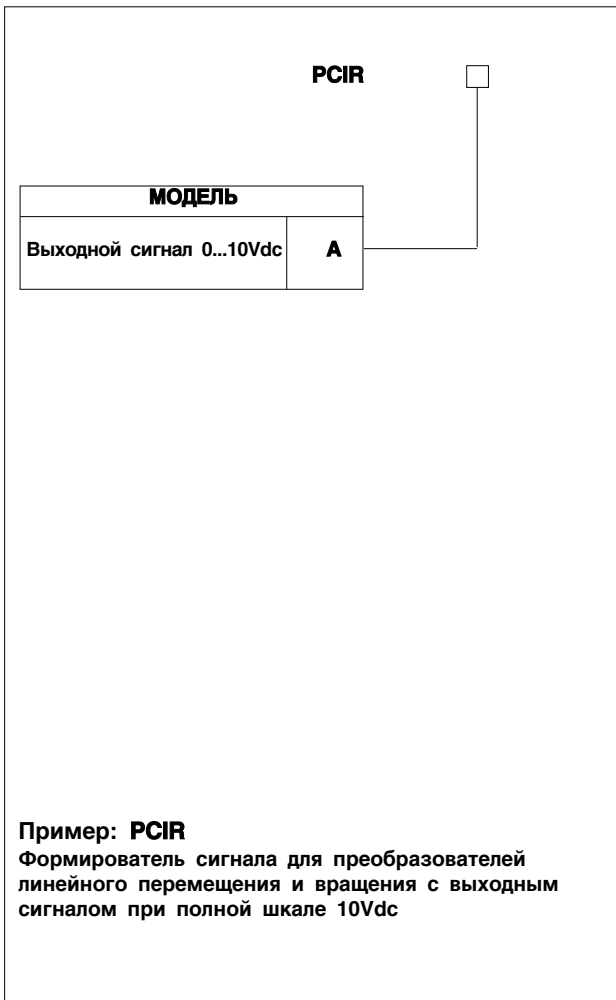 PCIR
МОДЕЛЬ
Выходной сигнал 0...10Vdc A
Пример: PCIR
Формирователь сигнала для преобразователей
линейного перемещения и вращения с выходным
сигналом при полной шкале 10Vdc